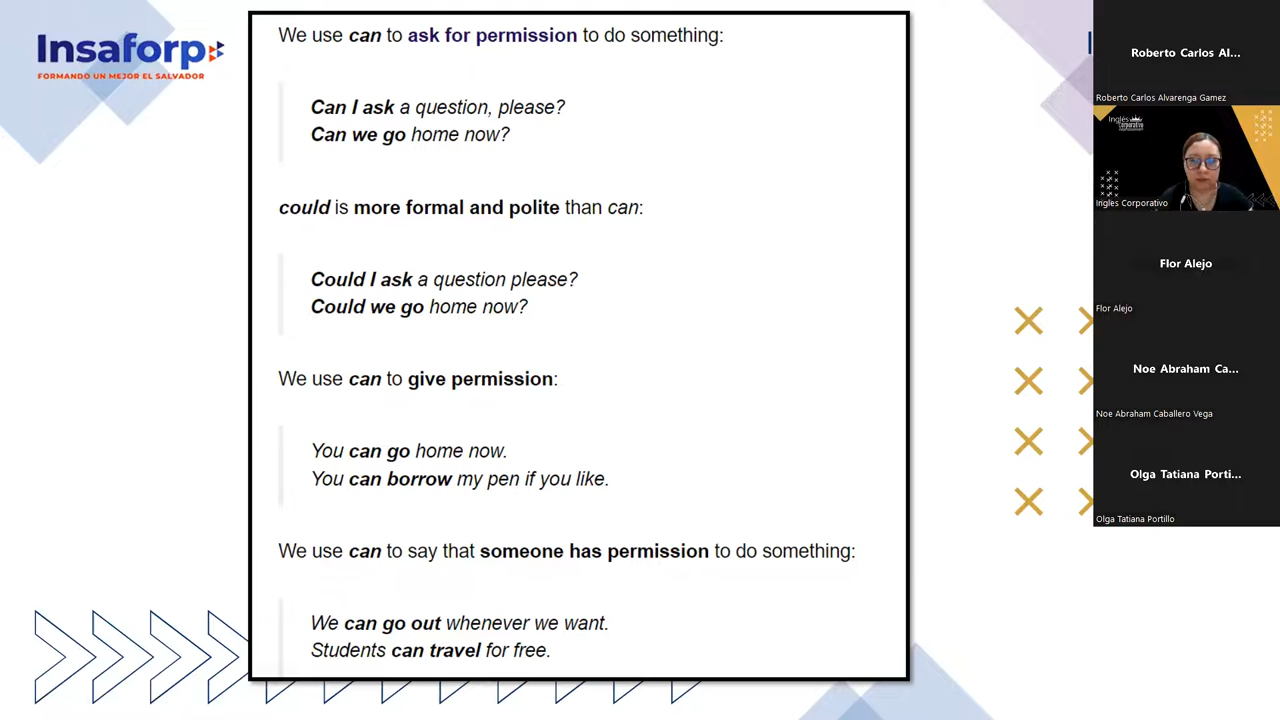 Insaforp
FORMANDO UN MEJOR EL SALVADOR
We use can to ask for permission to do something:
Can I ask a question, please?
Can we go home now?
could is more formal and polite than can:
Could I ask a question please?
Could we go home now?
We use can to give permission:
You can go home now.
You can borrow my pen if you like.
We use can to say that someone has permission to do something:
We can go out whenever we want.
Students can travel for free.
Roberto Carlos Al...
Roberto Carlos Alvarenga Gamez
Inglés
Corporativo
Ingles Corporativo
Flor Alejo
Flor Alejo
Noe Abraham Ca...
Noe Abraham Caballero Vega
Olga Tatiana Porti...
Olga Tatiana Portillo